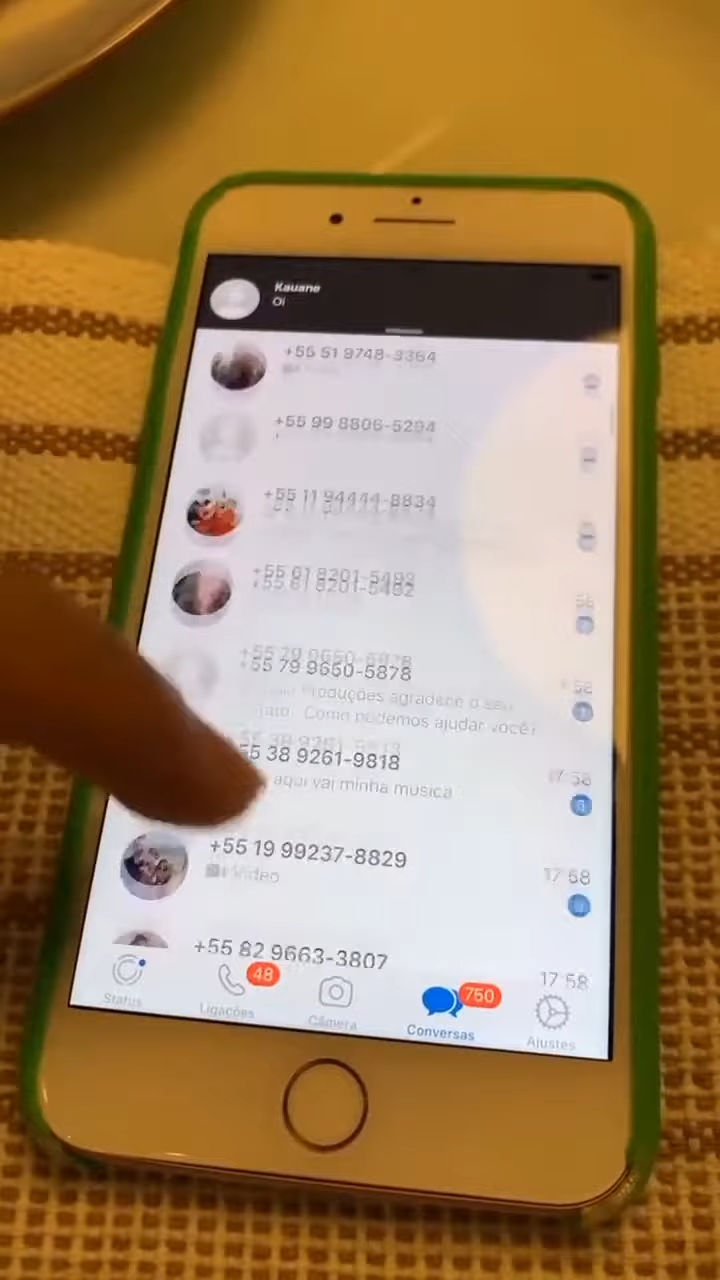 Kauane
Oi
+55 51 9748-3364
+55 99 8806-5294
+55 11 94444-8834
+55 61 8201-5492
+55 79 9650-5878
Produções agradece o seu
Como podemos ajudar você?
55 38 9261-9818
aqui vai minha musica
17:58
+55 19 99237-8829
Video
17:58
+55 82 9663-3807
17:58
48
750
Status
Ligações
Câmera
Conversas
Ajustes